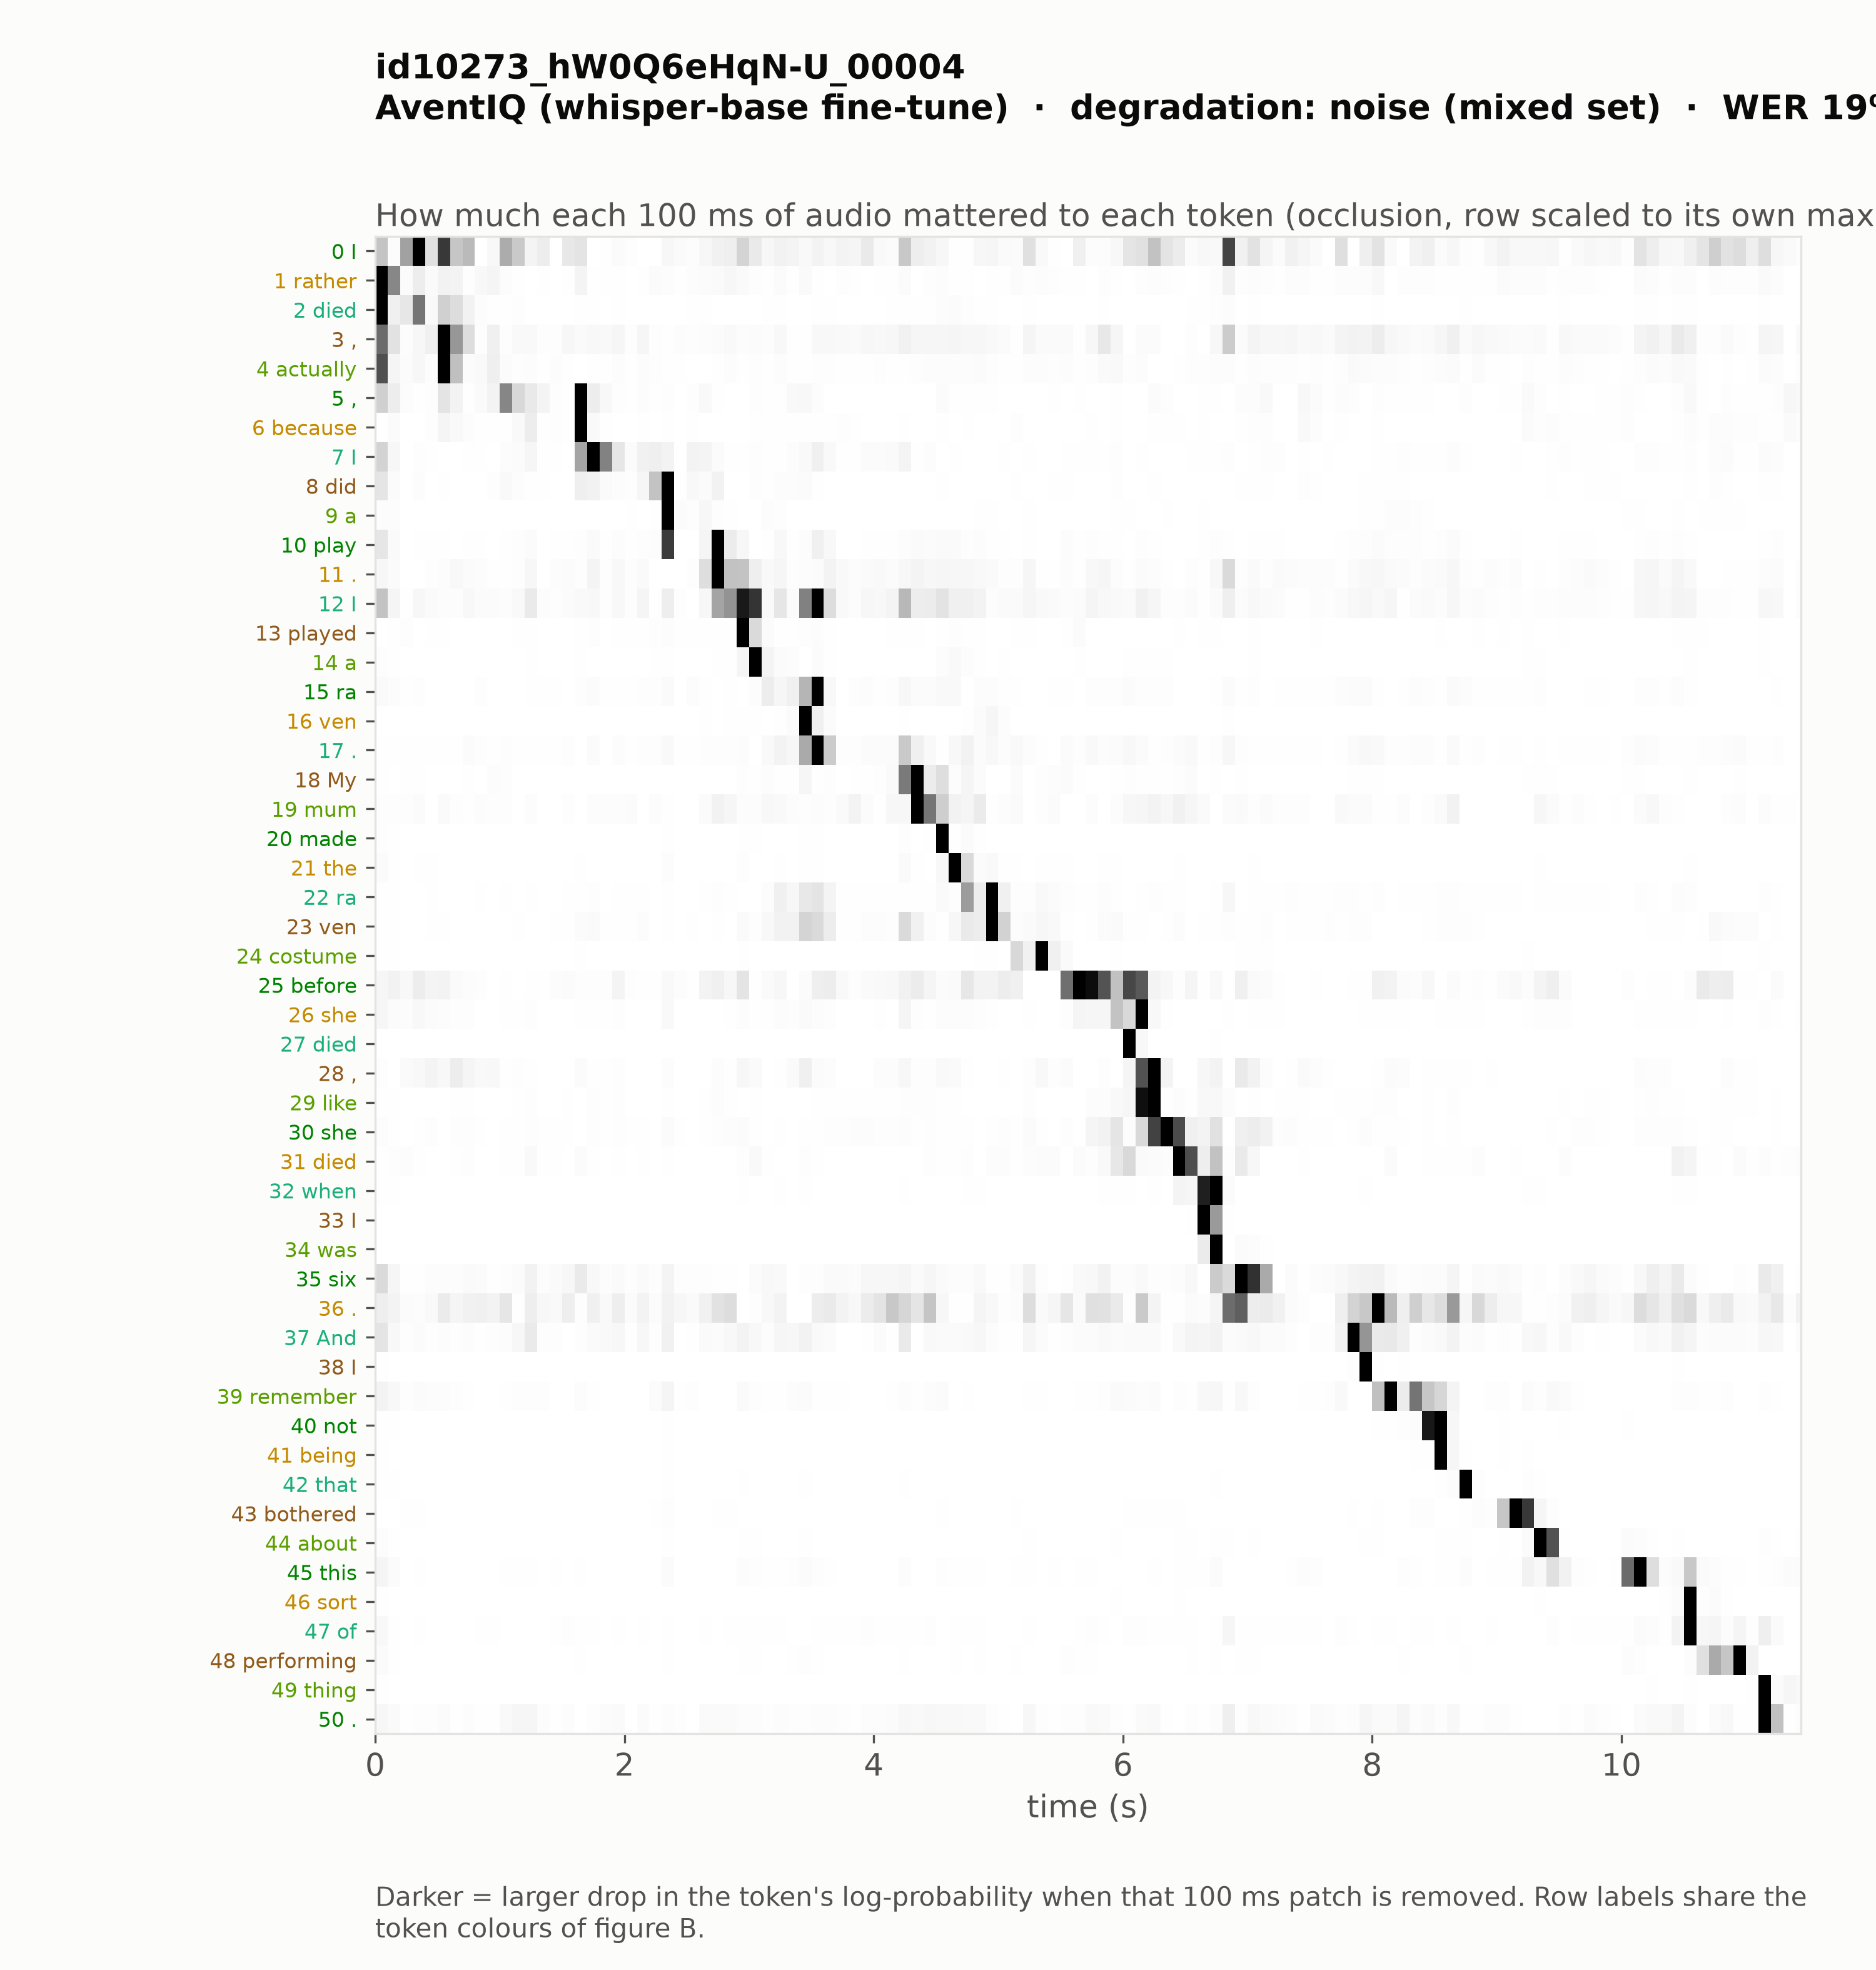 id10273_hW0Q6eHqN-U_00004
AventIQ (whisper-base fine-tune)  ·  degradation: noise (mixed set)  ·  WER 19
How much each 100 ms of audio mattered to each token (occlusion, row scaled to its own max
0 I
1 rather
2 died
3 ,
4 actually
5 ,
6 because
7 I
8 did
9 a
10 play
11 .
12 I
13 played
14 a
15 ra
16 ven
17 .
18 My
19 mum
20 made
21 the
22 ra
23 ven
24 costume
25 before
26 she
27 died
28 ,
29 like
30 she
31 died
32 when
33 I
34 was
35 six
36 .
37 And
38 I
39 remember
40 not
41 being
42 that
43 bothered
44 about
45 this
46 sort
47 of
48 performing
49 thing
50 .
0 2 4 6 8 10
time (s)
Darker = larger drop in the token's log-probability when that 100 ms patch is removed. Row labels share the
token colours of figure B.